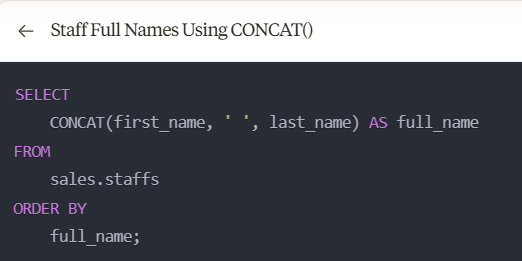 ← Staff Full Names Using CONCAT()
SELECT
    CONCAT(first_name, ' ', last_name) AS full_name
FROM
    sales.staffs
ORDER BY
    full_name;